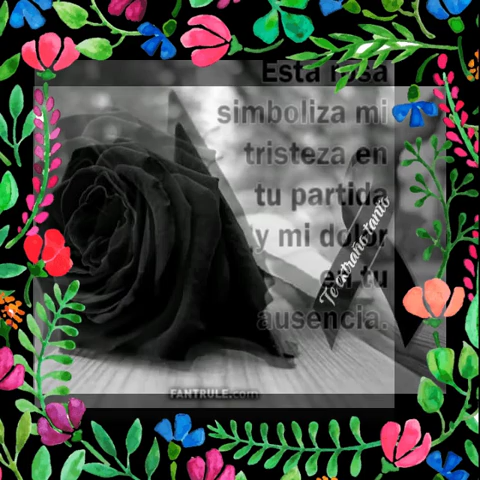 Esta rosa
simboliza mi
tristeza en
tu partida
y mi dolor
en tu
ausencia.
Te extraño tanto
FANTRULE.com